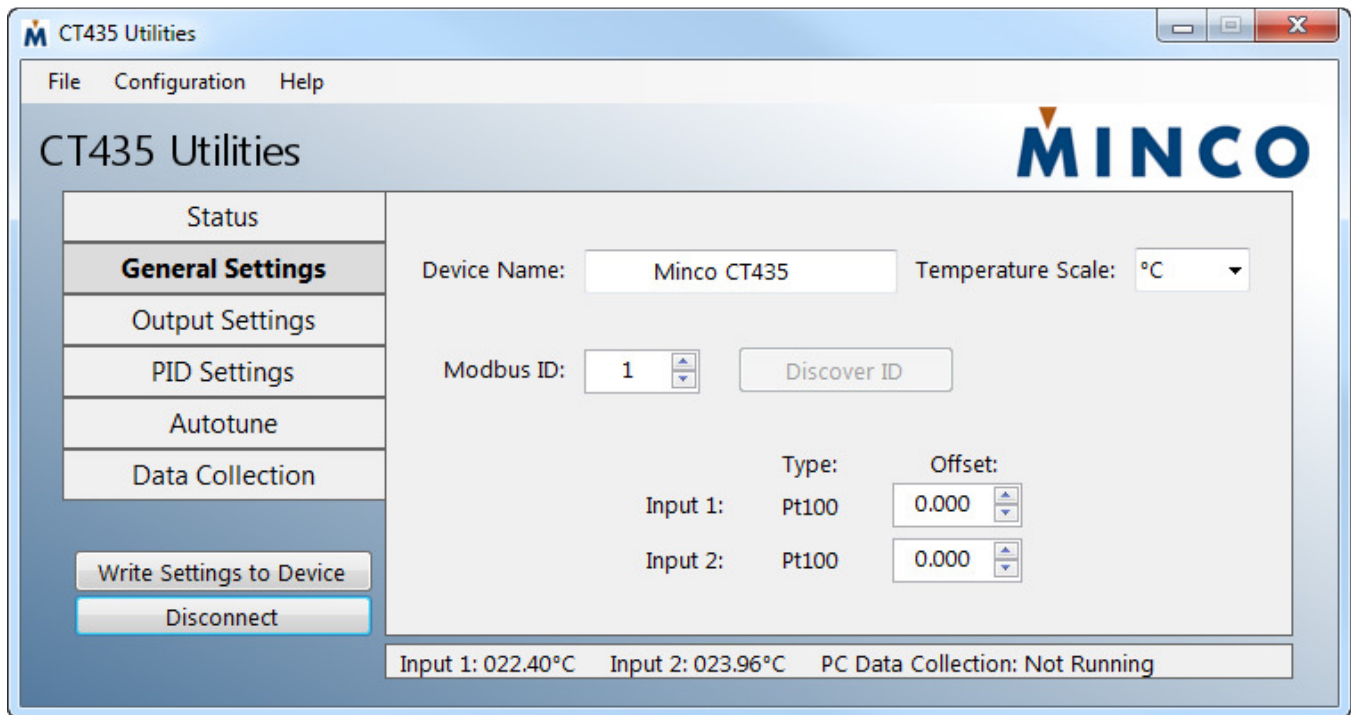 CT435 Utilities
File Configuration Help
CT435 Utilities
MINCO
Status
General Settings
Output Settings
PID Settings
Autotune
Data Collection
Write Settings to Device
Disconnect
Device Name: Minco CT435 Temperature Scale: °C
Modbus ID: 1 Discover ID
Type: Offset:
Input 1: Pt100 0.000
Input 2: Pt100 0.000
Input 1: 022.40°C Input 2: 023.96°C PC Data Collection: Not Running